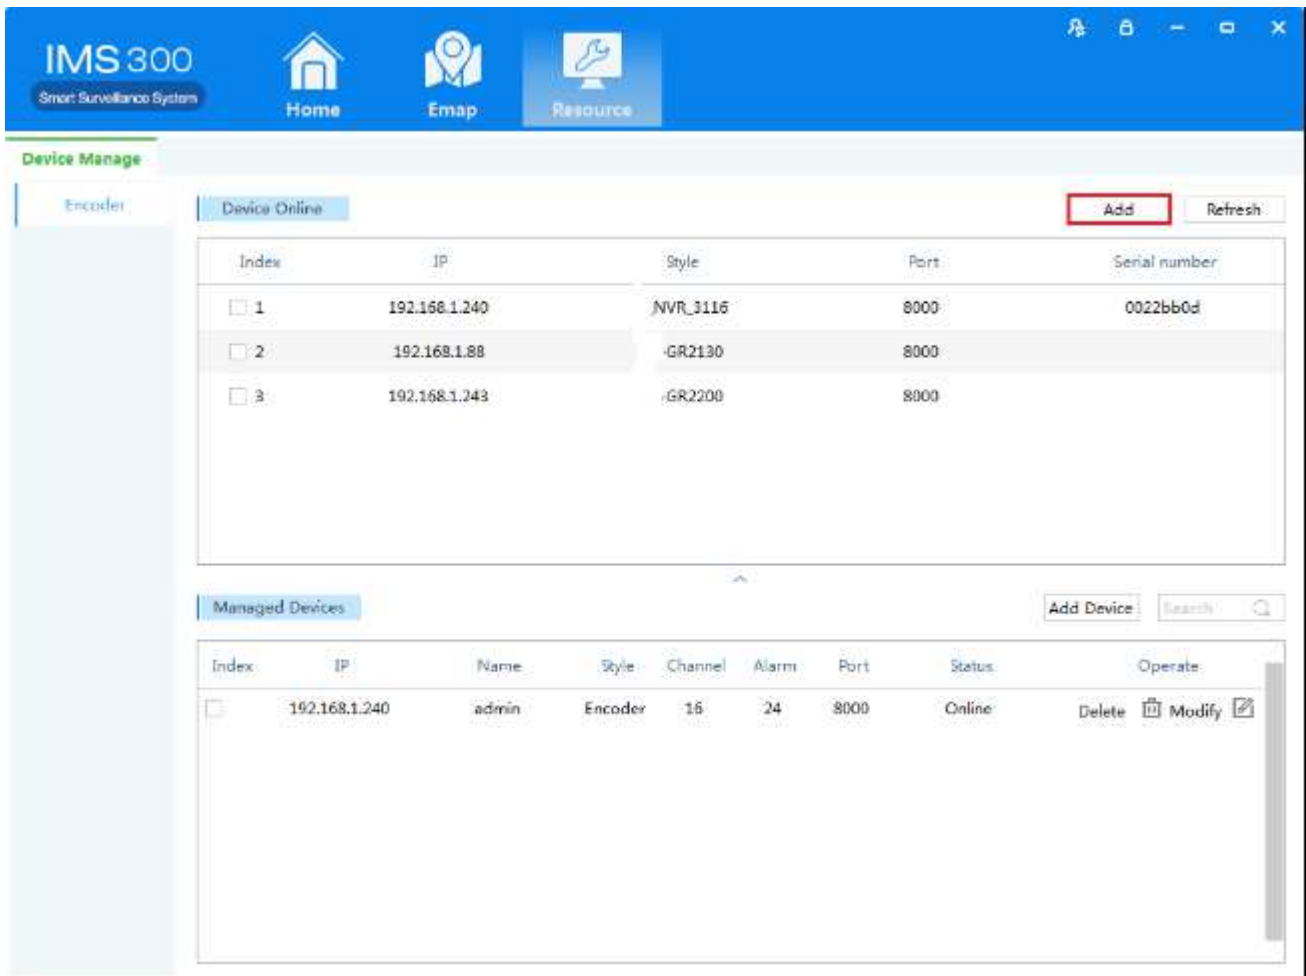 IMS 300
Smart Surveillance System
Home
Emap
Resource
Device Manage
Encoder
Device Online
Add
Refresh
Index IP Style Port Serial number
1 192.168.1.240 NVR_3116 8000 0022bb0d
2 192.168.1.88 -GR2130 8000
3 192.168.1.243 -GR2200 8000
Managed Devices
Add Device
Search
Index IP Name Style Channel Alarm Port Status Operate
192.168.1.240 admin Encoder 16 24 8000 Online Delete Modify